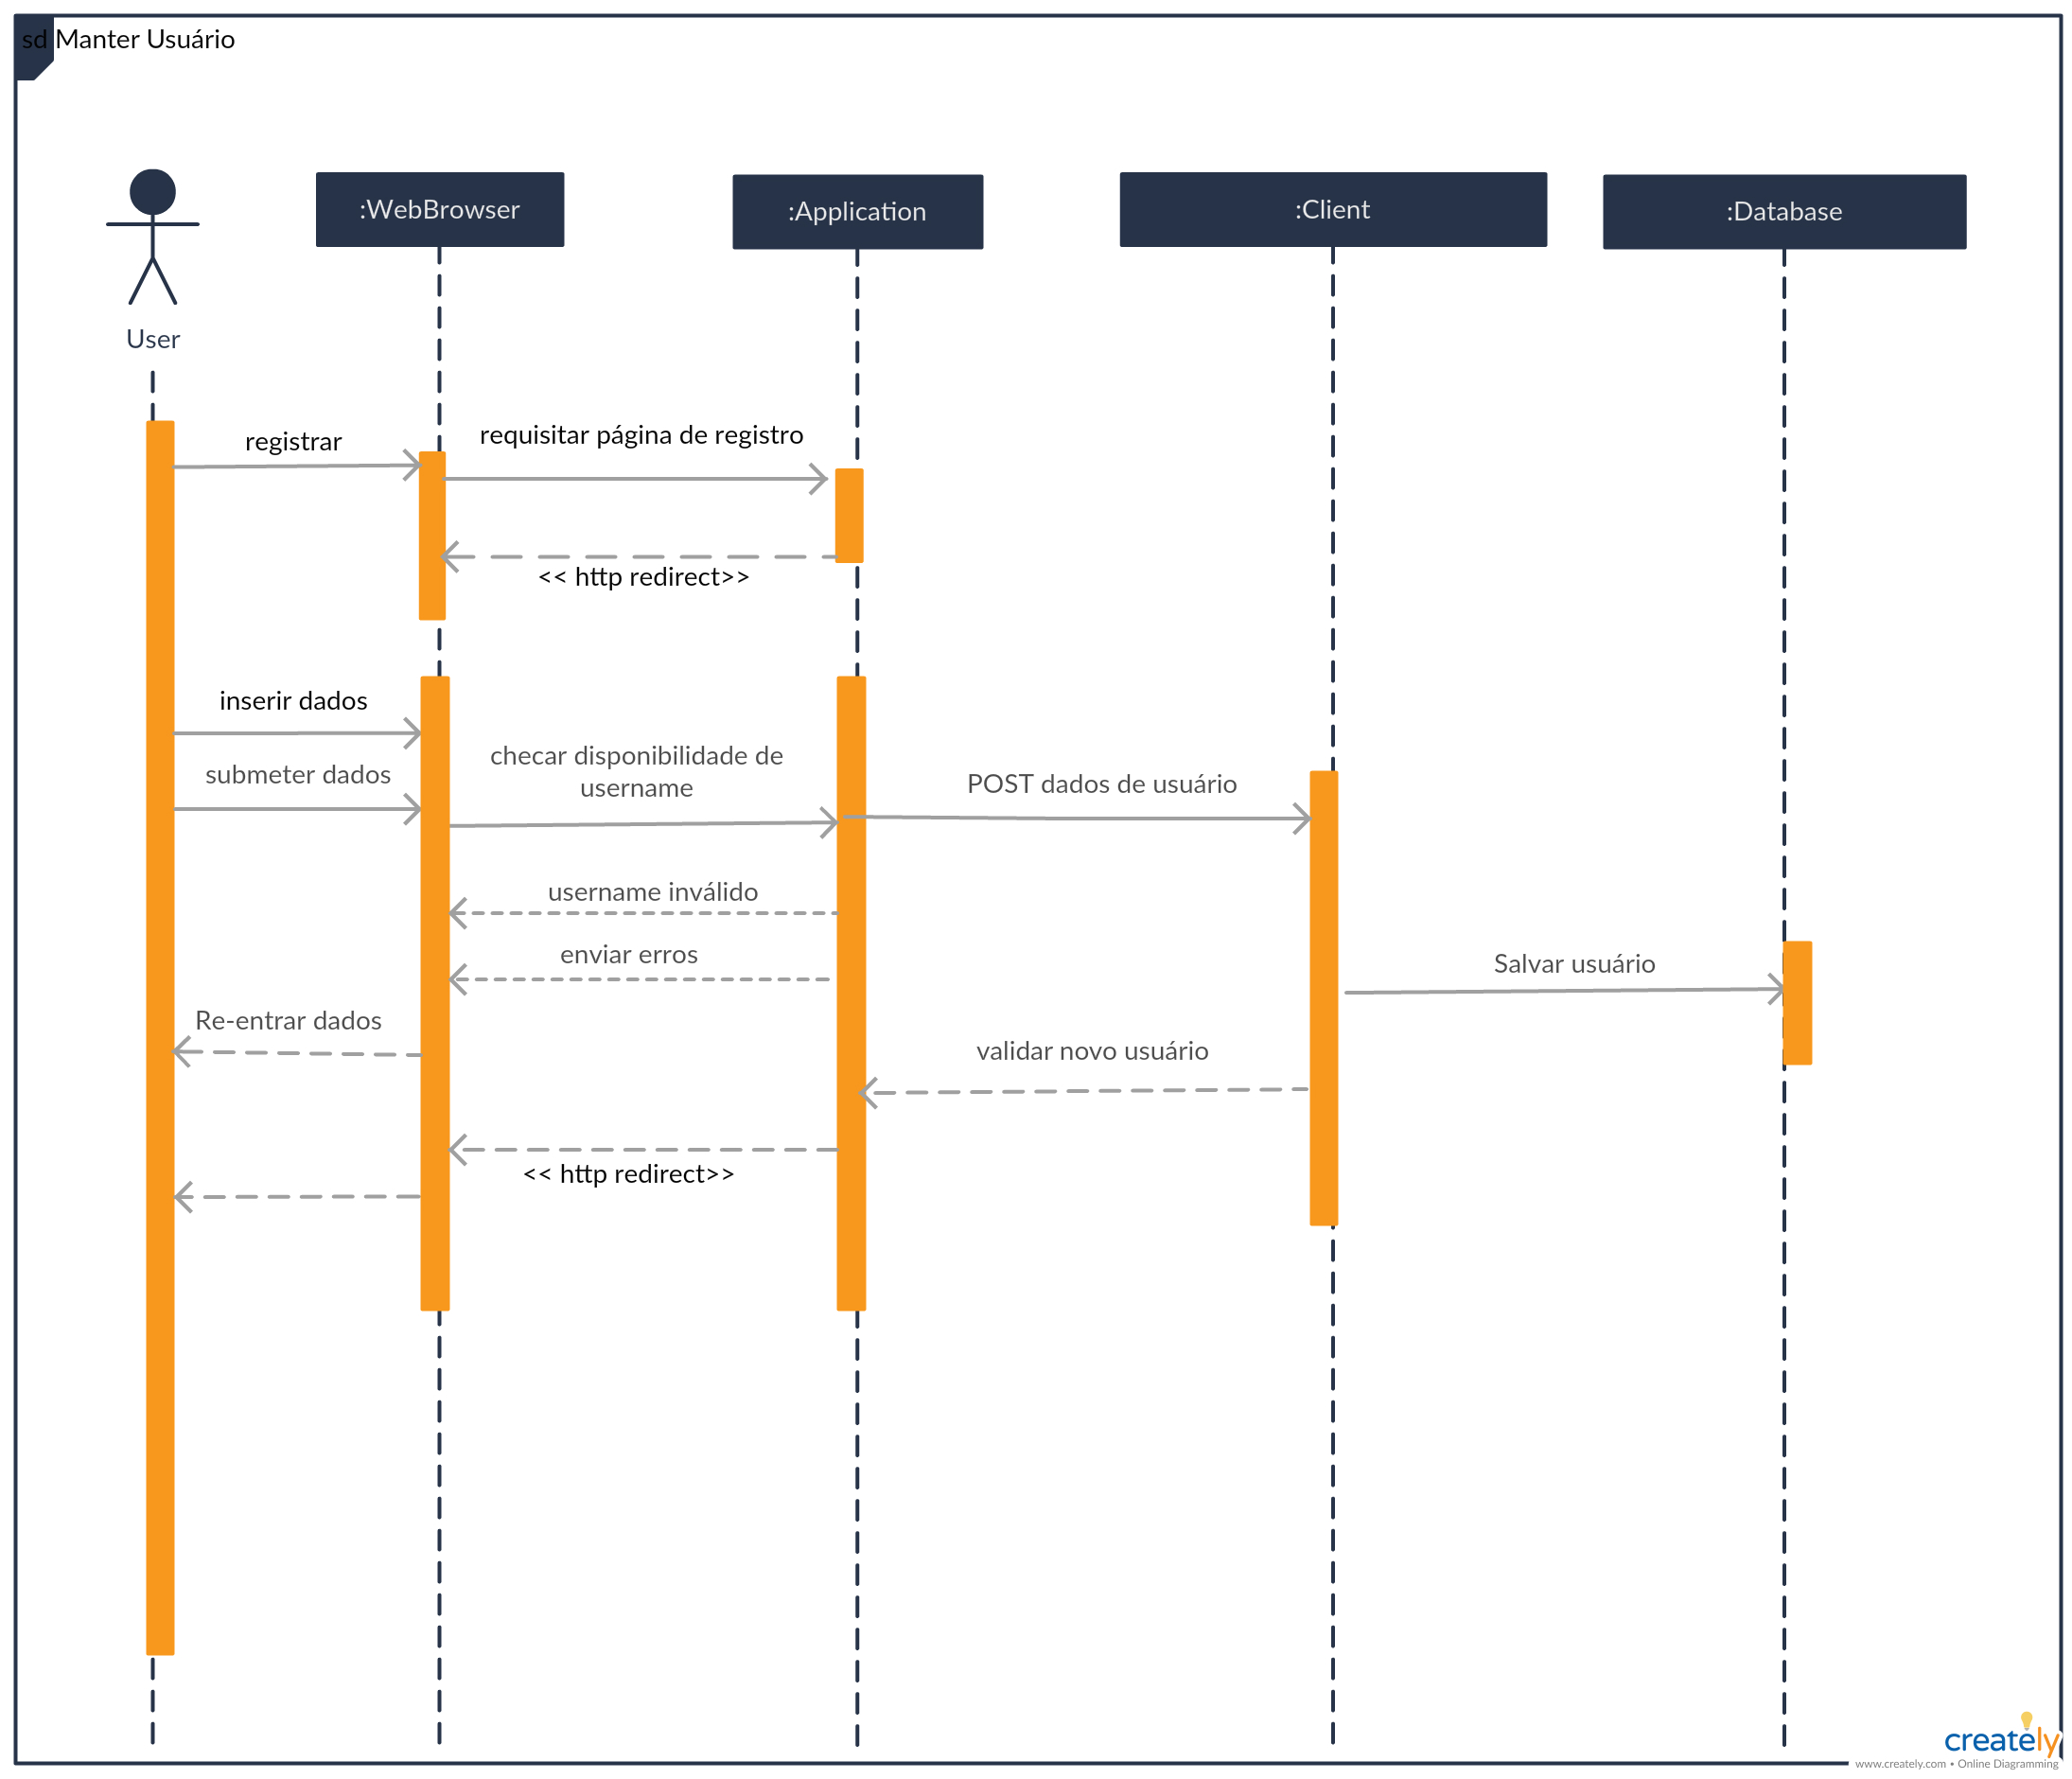 sd Manter Usuário
:WebBrowser
:Application
:Client
:Database
User
registrar
requisitar página de registro
<< http redirect>>
inserir dados
submeter dados
checar disponibilidade de
username
POST dados de usuário
username inválido
enviar erros
Salvar usuário
Re-entrar dados
validar novo usuário
<< http redirect>>
creately
www.creately.com • Online Diagramming